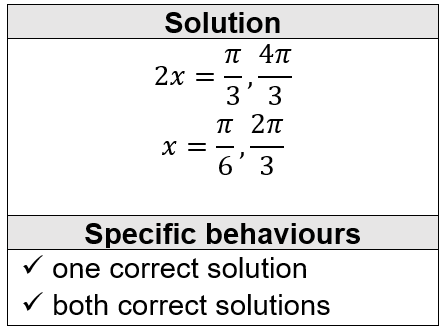 Solution
2x = π/3, 4π/3
x = π/6, 2π/3
Specific behaviours
✓ one correct solution
✓ both correct solutions